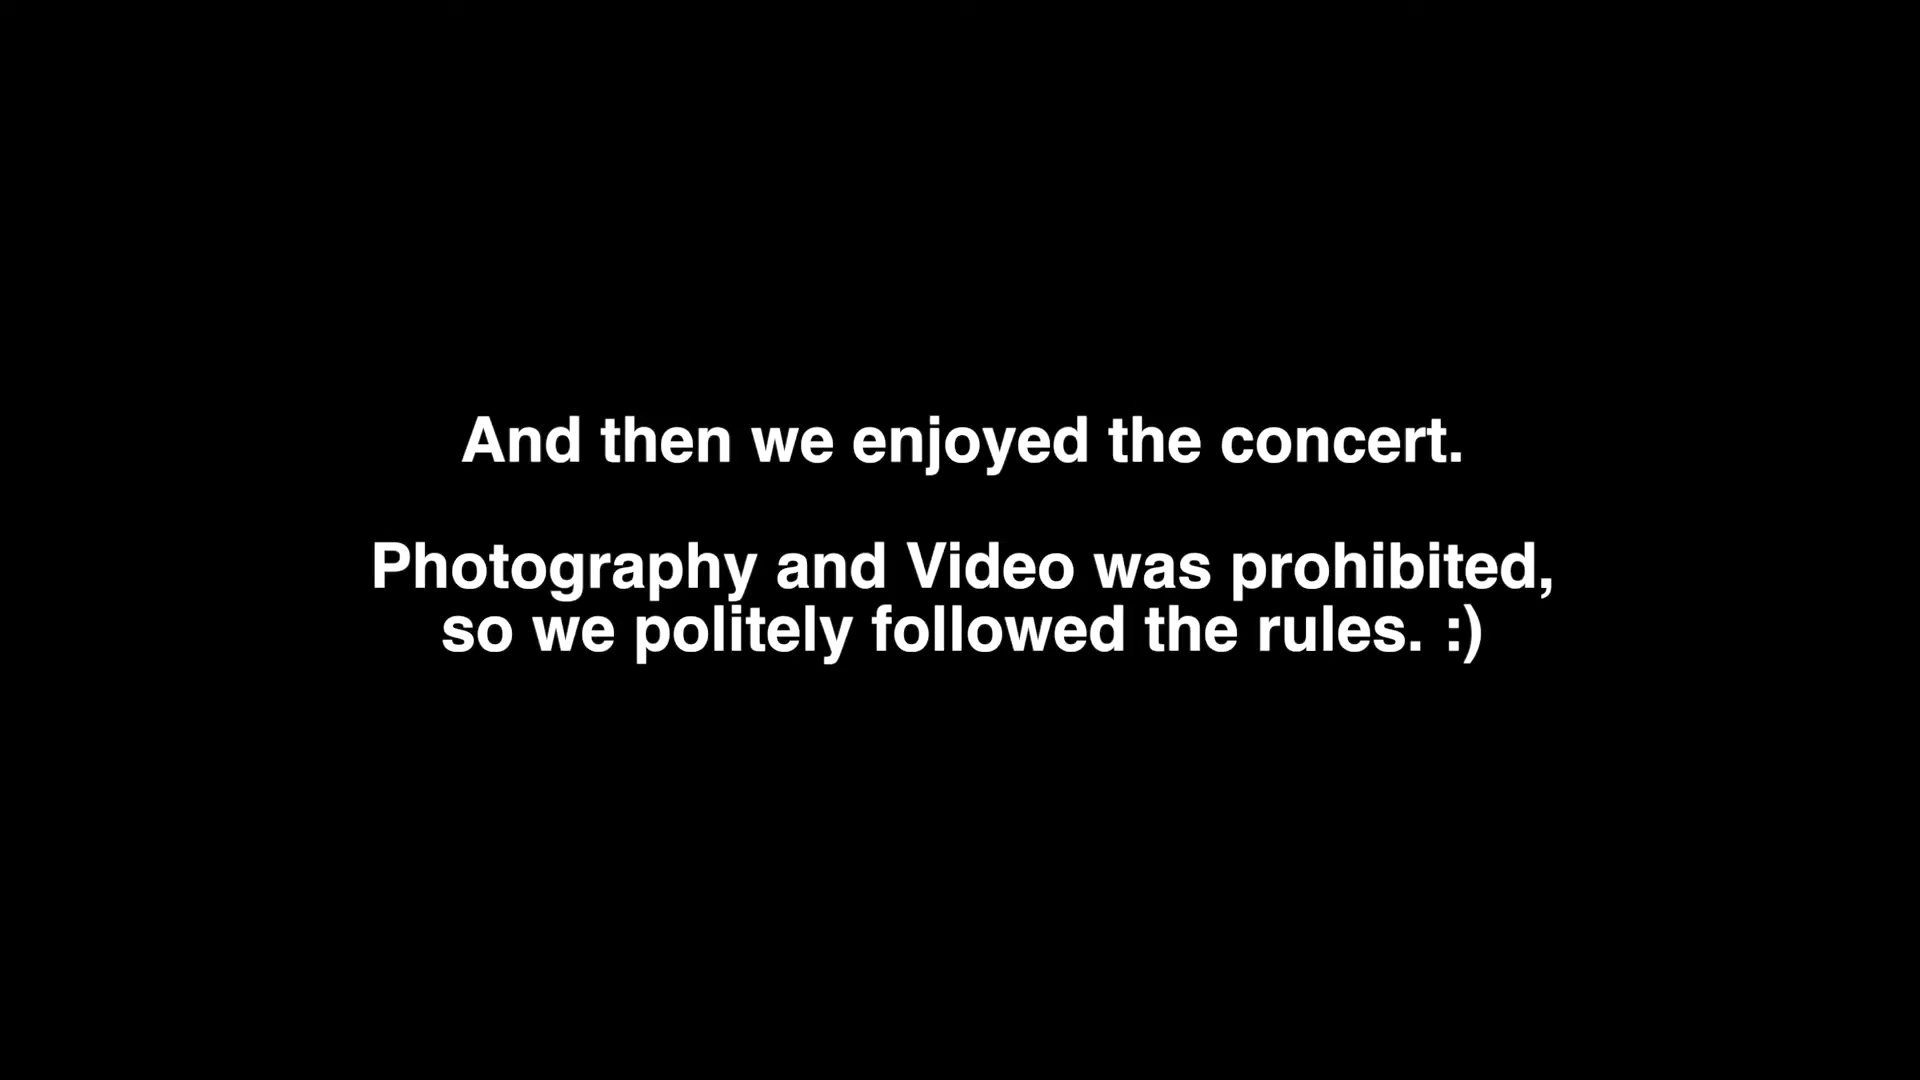 And then we enjoyed the concert.
Photography and Video was prohibited,
so we politely followed the rules. :)